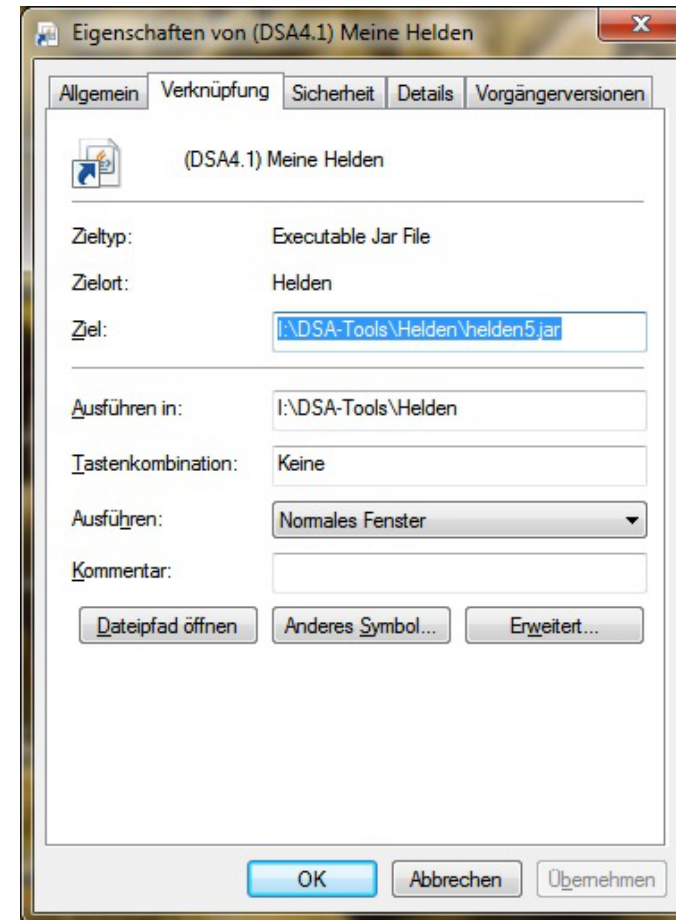 Eigenschaften von (DSA4.1) Meine Helden
Allgemein Verknüpfung Sicherheit Details Vorgängerversionen
(DSA4.1) Meine Helden
Zieltyp: Executable Jar File
Zielort: Helden
Ziel: I:\DSA-Tools\Helden\helden5.jar
Ausführen in: I:\DSA-Tools\Helden
Tastenkombination: Keine
Ausführen: Normales Fenster
Kommentar:
Dateipfad öffnen Anderes Symbol... Erweitert...
OK Abbrechen Übernehmen